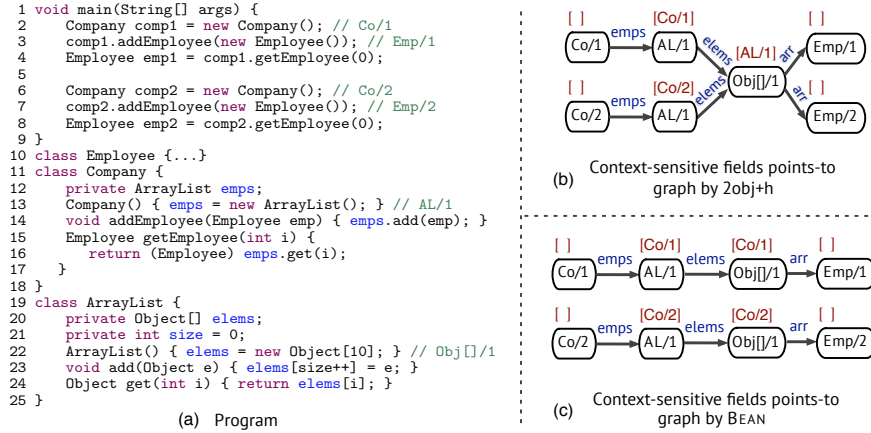 1 void main(String[] args) {
2 Company comp1 = new Company(); // Co/1
3 comp1.addEmployee(new Employee()); // Emp/1
4 Employee emp1 = comp1.getEmployee(0);
5
6 Company comp2 = new Company(); // Co/2
7 comp2.addEmployee(new Employee()); // Emp/2
8 Employee emp2 = comp2.getEmployee(0);
9 }
10 class Employee {...}
11 class Company {
12 private ArrayList emps;
13 Company() { emps = new ArrayList(); } // AL/1
14 void addEmployee(Employee emp) { emps.add(emp); }
15 Employee getEmployee(int i) {
16 return (Employee) emps.get(i);
17 }
18 }
19 class ArrayList {
20 private Object[] elems;
21 private int size = 0;
22 ArrayList() { elems = new Object[10]; } // Obj[]/1
23 void add(Object e) { elems[size++] = e; }
24 Object get(int i) { return elems[i]; }
25 }
(a) Program
[ ] [Co/1] [ ]
emps
Co/1 AL/1 elems [AL/1] arr Emp/1
Obj[]/1
[ ] [Co/2] [ ]
emps
Co/2 AL/1 elems arr Emp/2
(b) Context-sensitive fields points-to
graph by 2obj+h
[ ] [Co/1] [Co/1] [ ]
emps elems arr
Co/1 AL/1 Obj[]/1 Emp/1
[ ] [Co/2] [Co/2] [ ]
emps elems arr
Co/2 AL/1 Obj[]/1 Emp/2
(c) Context-sensitive fields points-to
graph by BEAN